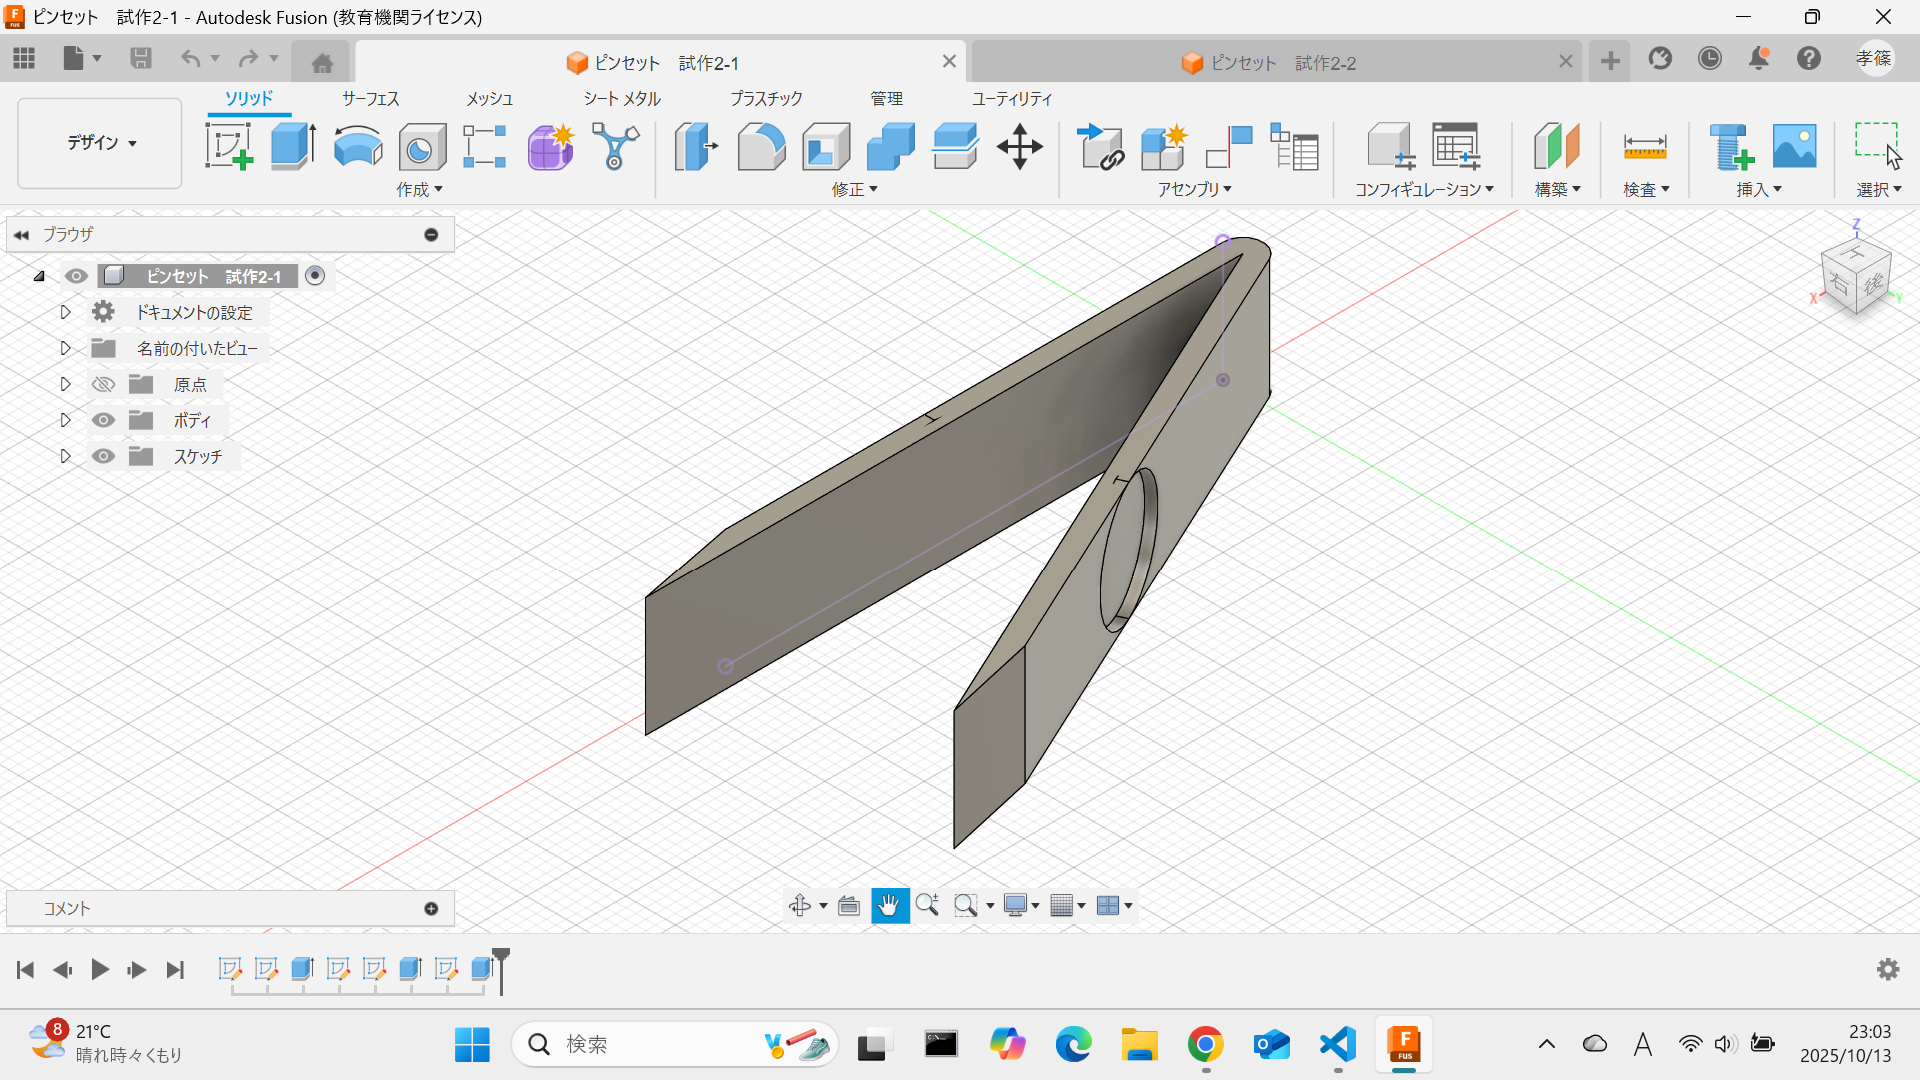 ピンセット　試作2-1 - Autodesk Fusion (教育機関ライセンス)
ピンセット　試作2-1
ピンセット　試作2-2
孝篠
ソリッド
サーフェス
メッシュ
シート メタル
プラスチック
管理
ユーティリティ
デザイン
作成
修正
アセンブリ
コンフィギュレーション
構築
検査
挿入
選択
ブラウザ
ピンセット　試作2-1
ドキュメントの設定
名前の付いたビュー
原点
ボディ
スケッチ
Z
上
右
後
X
Y
コメント
8
21°C
晴れ時々くもり
検索
A
23:03
2025/10/13